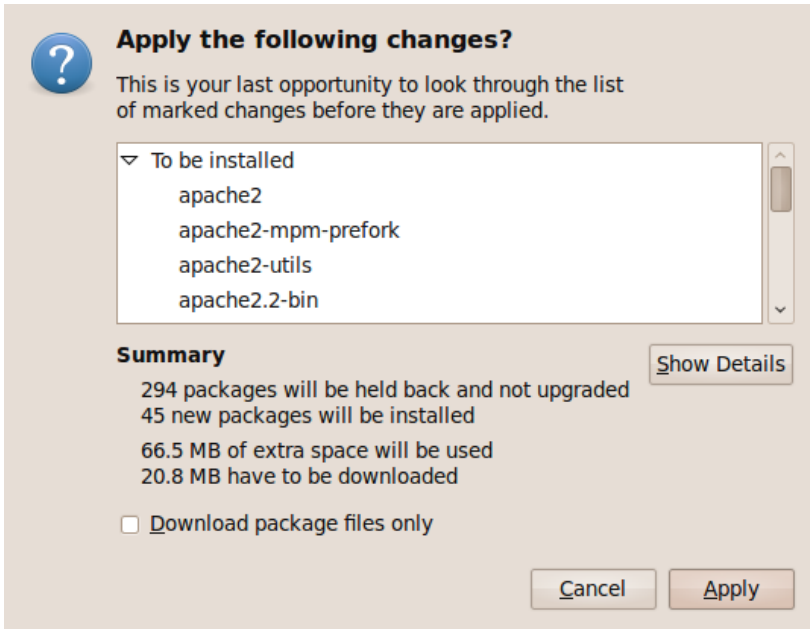 ?
Apply the following changes?
This is your last opportunity to look through the list
of marked changes before they are applied.
To be installed
apache2
apache2-mpm-prefork
apache2-utils
apache2.2-bin
Summary
Show Details
294 packages will be held back and not upgraded
45 new packages will be installed
66.5 MB of extra space will be used
20.8 MB have to be downloaded
Download package files only
Cancel
Apply